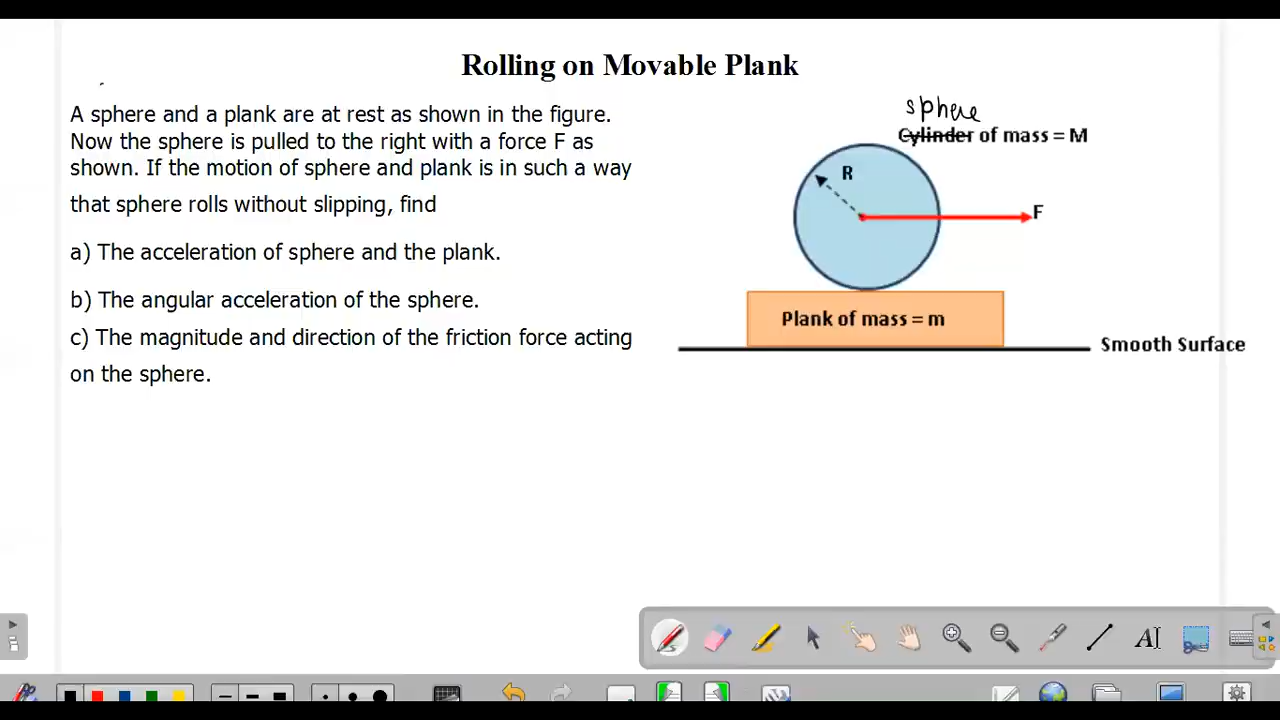 Rolling on Movable Plank
A sphere and a plank are at rest as shown in the figure.
Now the sphere is pulled to the right with a force F as
shown. If the motion of sphere and plank is in such a way
that sphere rolls without slipping, find
a) The acceleration of sphere and the plank.
b) The angular acceleration of the sphere.
c) The magnitude and direction of the friction force acting
on the sphere.
sphere
Cylinder of mass = M
R
F
Plank of mass = m
Smooth Surface
AI